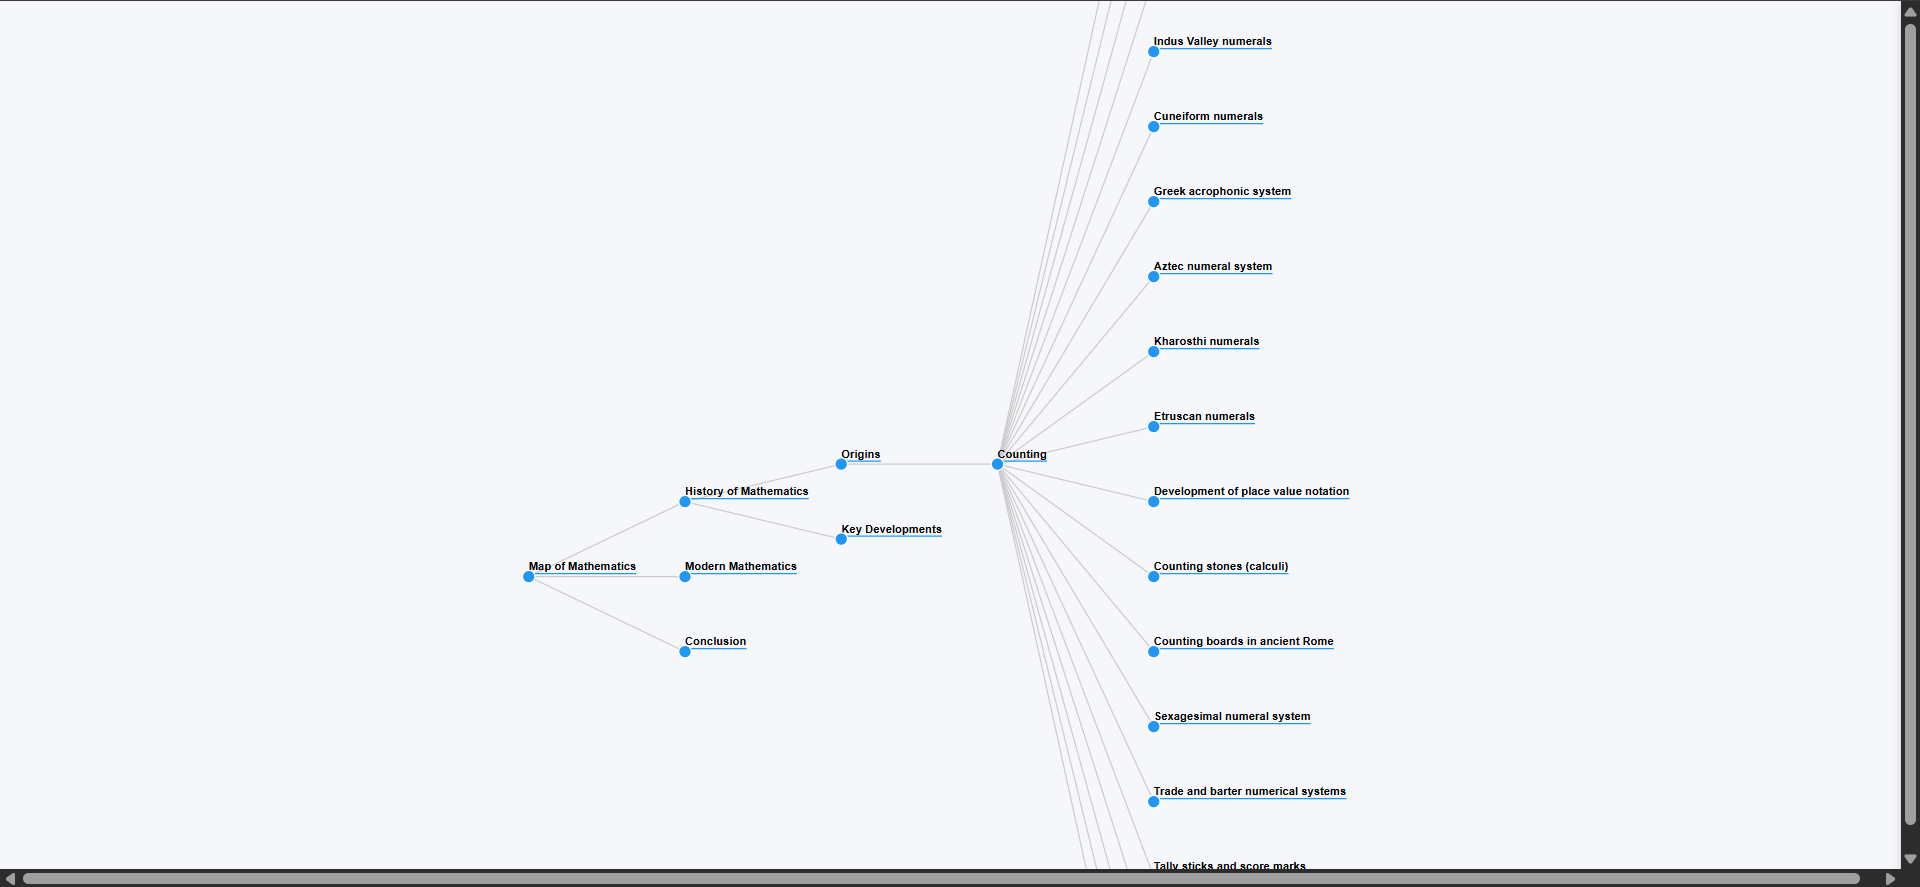 Indus Valley numerals
Cuneiform numerals
Greek acrophonic system
Aztec numeral system
Kharosthi numerals
Etruscan numerals
Origins
Counting
History of Mathematics
Development of place value notation
Key Developments
Map of Mathematics
Modern Mathematics
Counting stones (calculi)
Conclusion
Counting boards in ancient Rome
Sexagesimal numeral system
Trade and barter numerical systems
Tally sticks and score marks